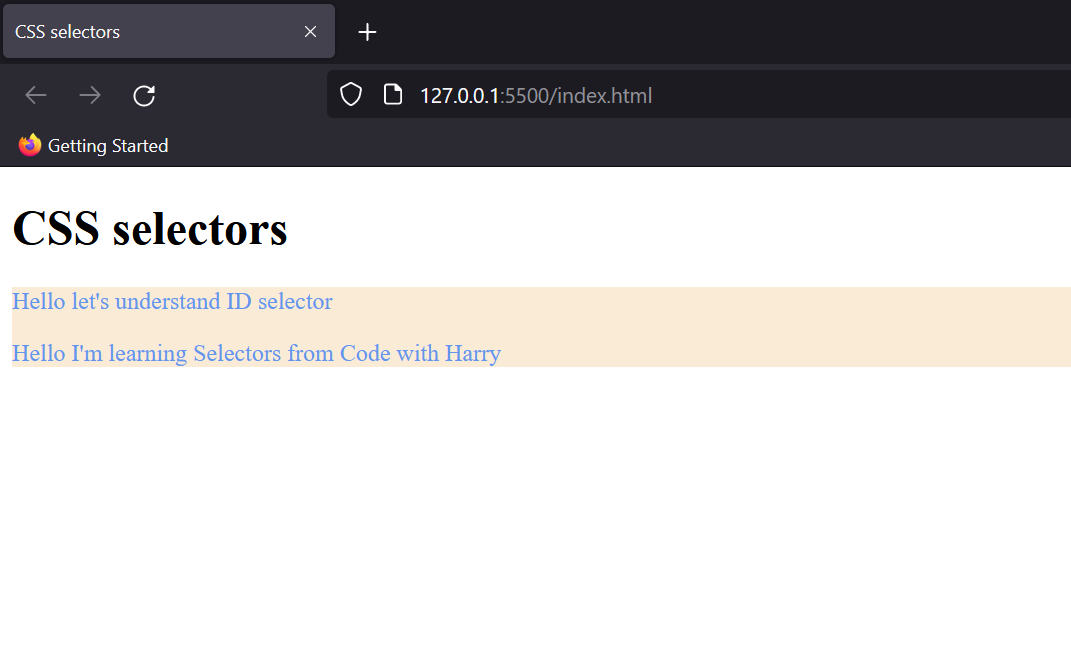 CSS selectors
127.0.0.1:5500/index.html
Getting Started
CSS selectors
Hello let's understand ID selector
Hello I'm learning Selectors from Code with Harry